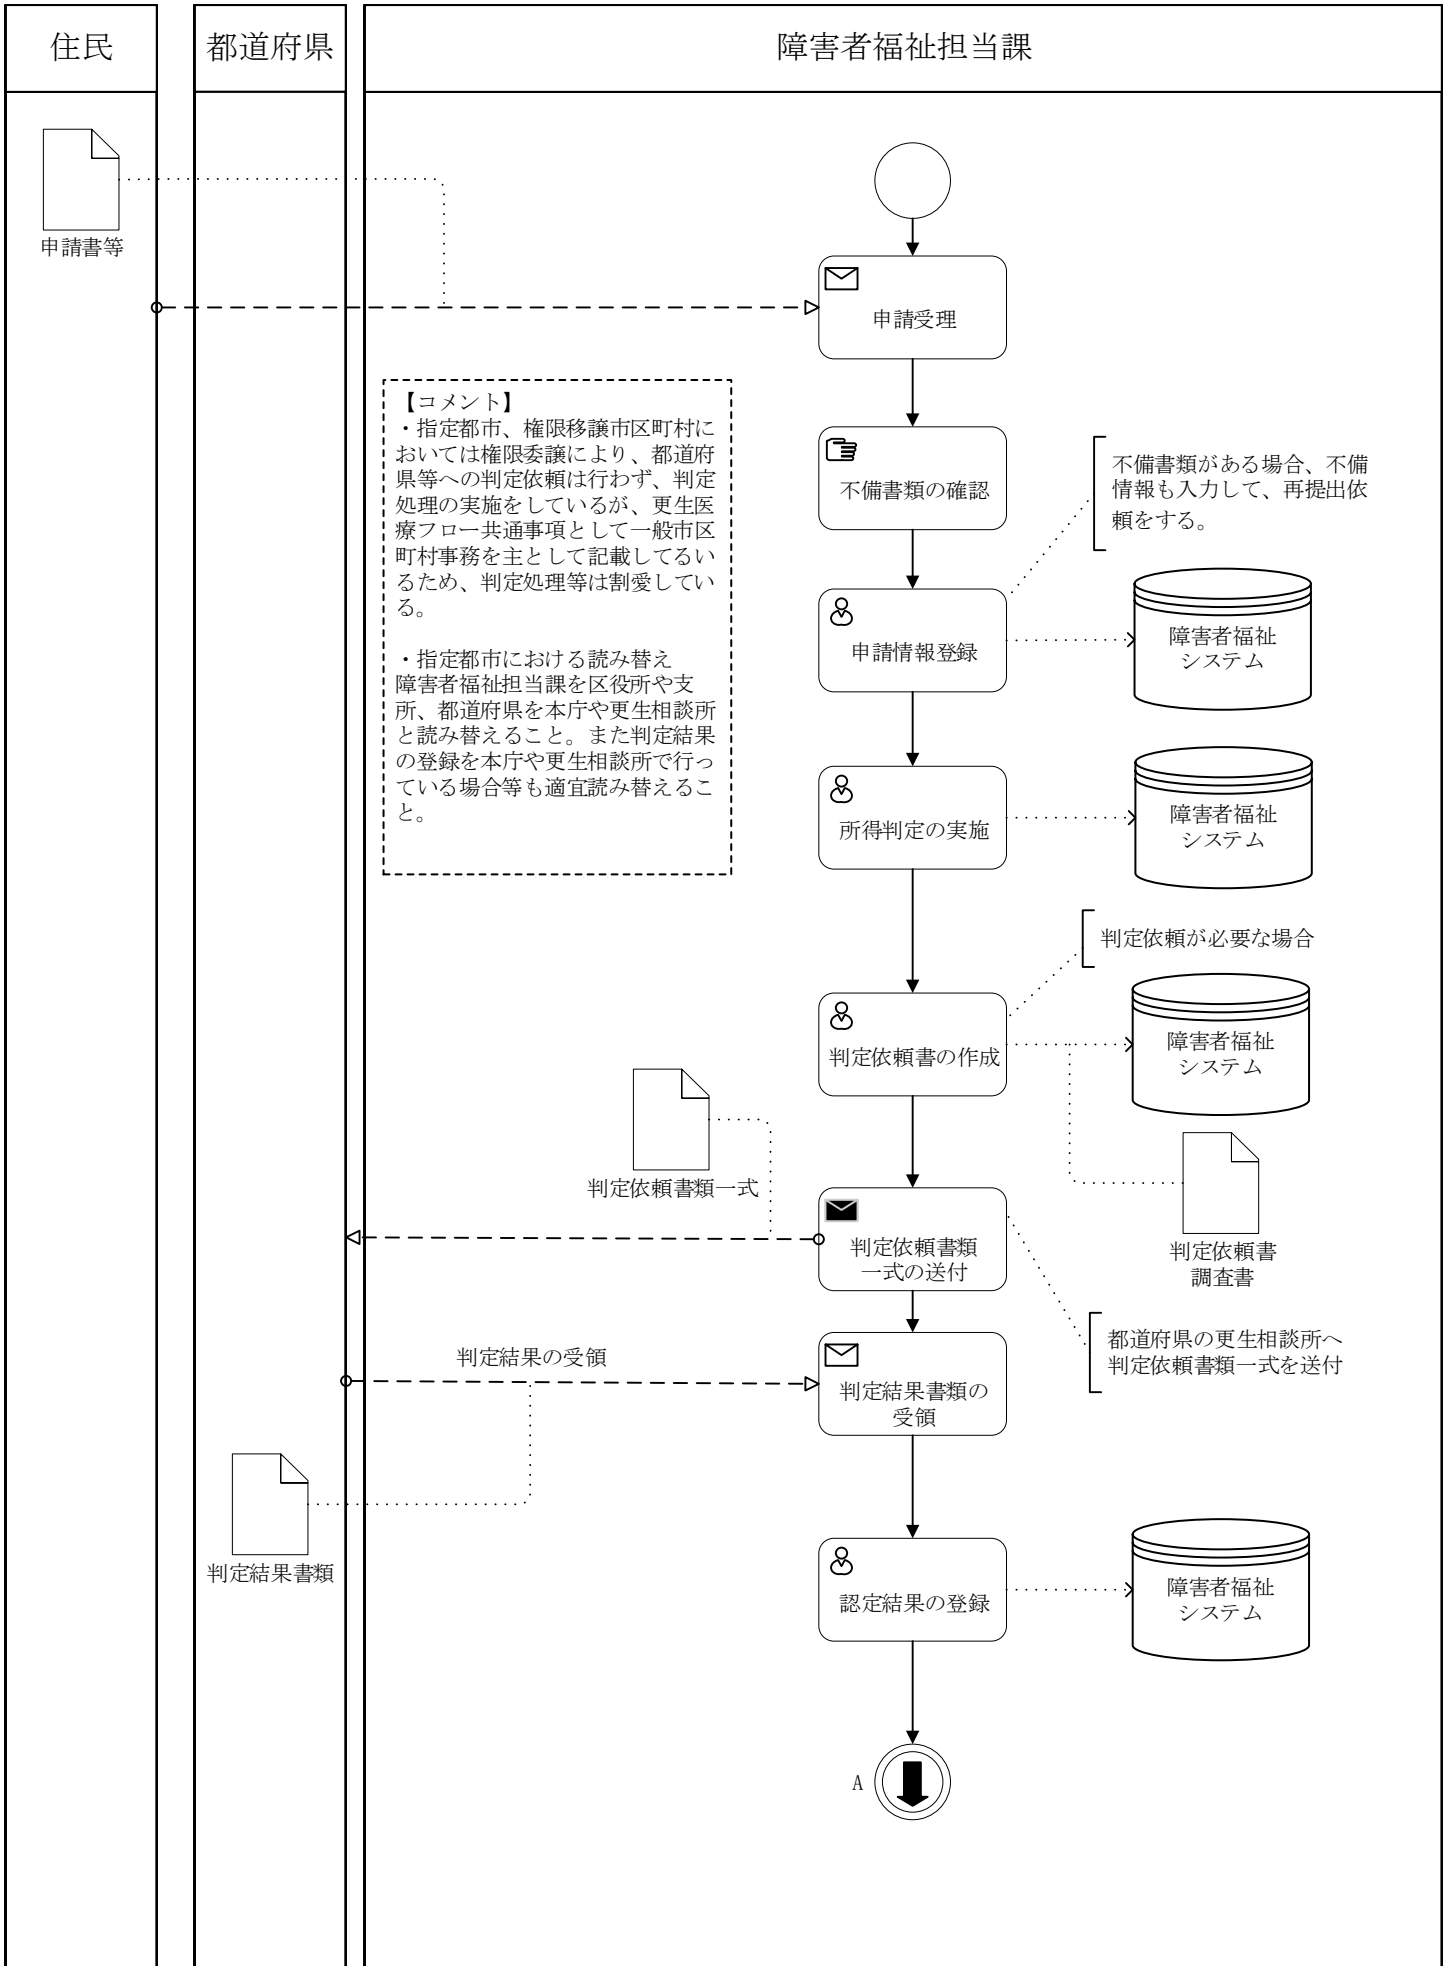 住民
都道府県
障害者福祉担当課
申請書等
申請受理
【コメント】
・指定都市、権限移譲市区町村に
おいては権限委譲により、都道府
県等への判定依頼は行わず、判定
処理の実施をしているが、更生医
療フロー共通事項として一般市区
町村事務を主として記載してるい
るため、判定処理等は割愛してい
る。
・指定都市における読み替え
障害者福祉担当課を区役所や支
所、都道府県を本庁や更生相談所
と読み替えること。また判定結果
の登録を本庁や更生相談所で行っ
ている場合等も適宜読み替えるこ
と。
不備書類の確認
不備書類がある場合、不備
情報も入力して、再提出依
頼をする。
申請情報登録
障害者福祉
システム
所得判定の実施
障害者福祉
システム
判定依頼が必要な場合
判定依頼書の作成
障害者福祉
システム
判定依頼書類一式
判定依頼書類
一式の送付
判定依頼書
調査書
都道府県の更生相談所へ
判定依頼書類一式を送付
判定結果の受領
判定結果書類の
受領
判定結果書類
認定結果の登録
障害者福祉
システム
A